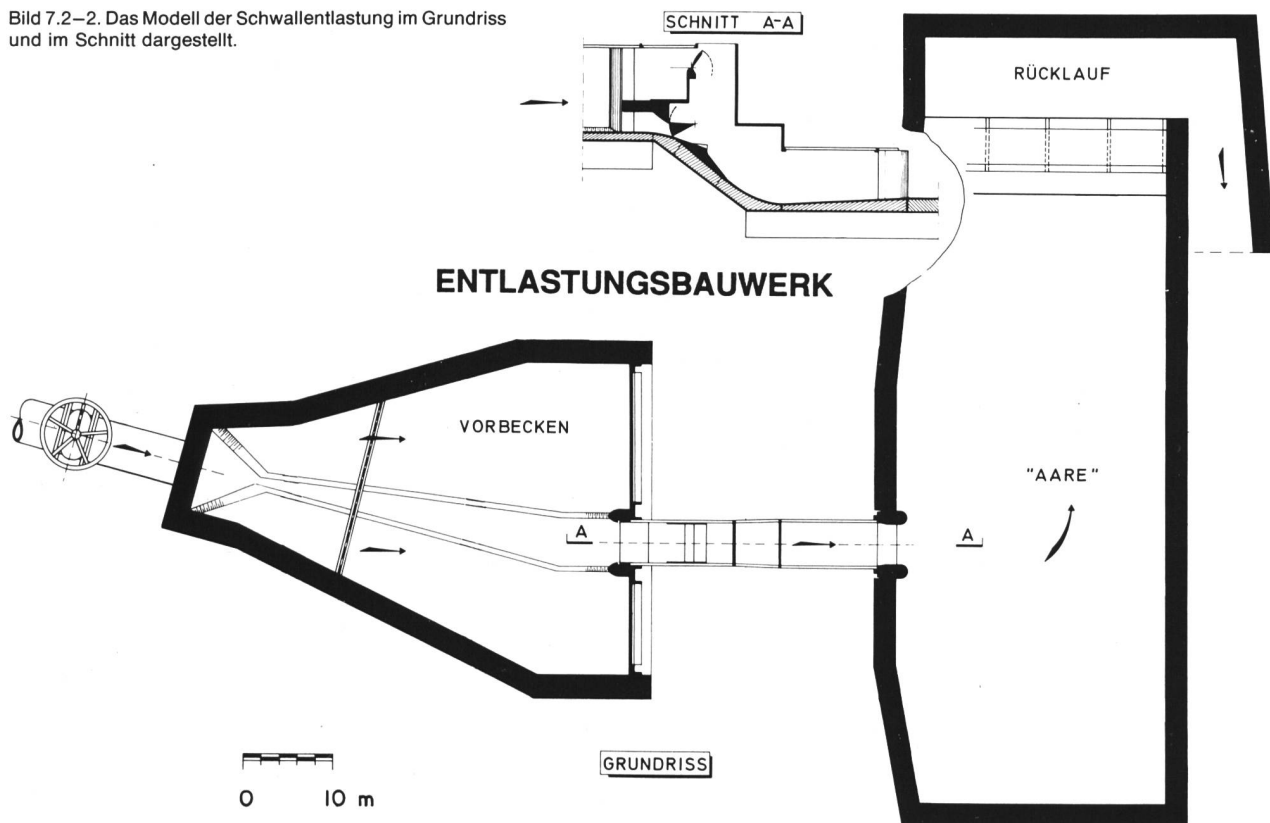 Bild 7.2–2. Das Modell der Schwallentlastung im Grundriss
und im Schnitt dargestellt.
SCHNITT A-A
RÜCKLAUF
ENTLASTUNGSBAUWERK
VORBECKEN
"AARE"
A
A
GRUNDRISS
0 10 m